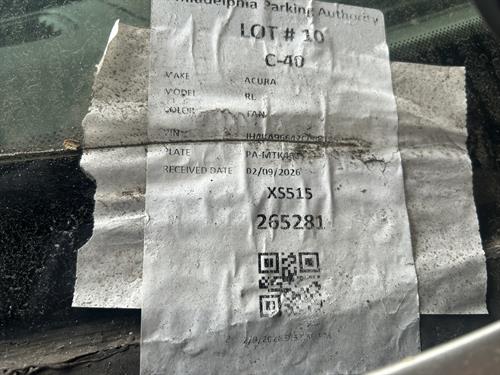 Philadelphia Parking Authority
LOT # 10
C-40
MAKE ACURA
MODEL RL
COLOR TAN
VIN
PLATE
RECEIVED DATE 02/09/2026
XS515
265281